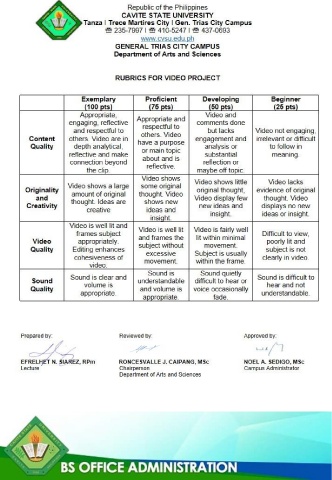 Republic of the Philippines
CAVITE STATE UNIVERSITY
Tanza I Trece Martires City I Gen. Trias City Campus
☎ 235-7997 I ☎ 410-5247 I ☎ 437-0693
www.cvsu.edu.ph
GENERAL TRIAS CITY CAMPUS
Department of Arts and Sciences
RUBRICS FOR VIDEO PROJECT
Exemplary
(100 pts)
Proficient
(75 pts)
Developing
(50 pts)
Beginner
(25 pts)
Content
Quality
Appropriate,
engaging, reflective
and respectful to
others. Video are in
depth analytical,
reflective and make
connection beyond
the clip.
Appropriate and
respectful to
others. Video
have a purpose
or main topic
about and is
reflective.
Video and
comments done
but lacks
engagement and
analysis or
substantial
reflection or
maybe off topic.
Video not engaging,
irrelevant or difficult
to follow in
meaning.
Originality
and
Creativity
Video shows a large
amount of original
thought. Ideas are
creative
Video shows
some original
thought. Video
shows new
ideas and
insight.
Video shows little
original thought,
Video display few
new ideas and
insight.
Video lacks
evidence of original
thought. Video
displays no new
ideas or insight.
Video
Quality
Video is well lit and
frames subject
appropriately.
Editing enhances
cohesiveness of
video.
Video is well lit
and frames the
subject without
excessive
movement.
Video is fairly well
lit within minimal
movement.
Subject is usually
within the frame.
Difficult to view,
poorly lit and
subject is not
clearly in video.
Sound
Quality
Sound is clear and
volume is
appropriate.
Sound is
understandable
and volume is
appropriate.
Sound quietly
difficult to hear or
voice occasionally
fade.
Sound is difficult to
hear and not
understandable.
Prepared by:
Reviewed by:
Approved by:
EFRELHET N. SIAREZ, RPm
Lecture
RONCESVALLE J. CAIPANG, MSc
Chairperson
Department of Arts and Sciences
NOEL A. SEDIGO, MSc
Campus Administrator
BS OFFICE ADMINISTRATION